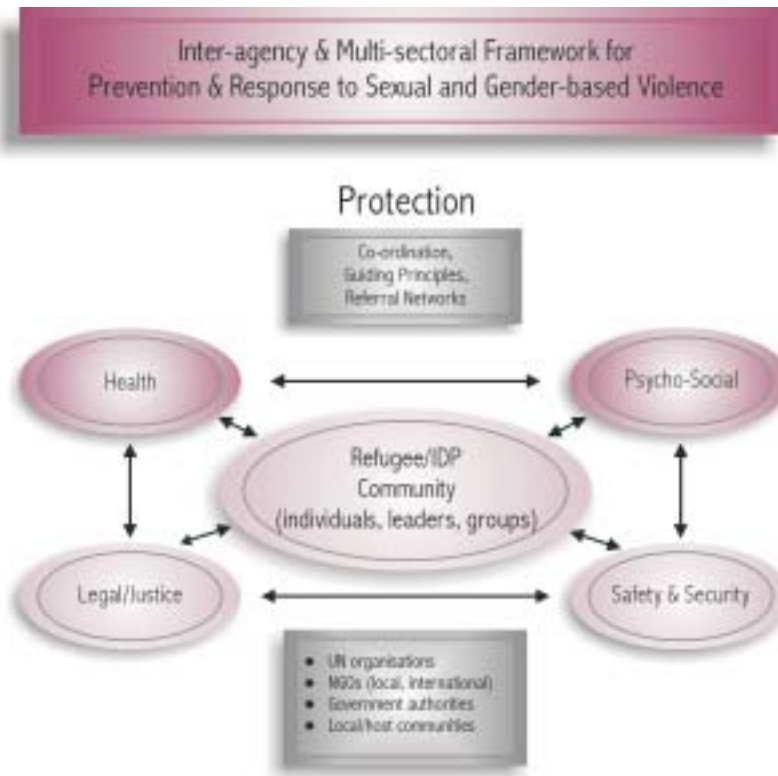 Inter-agency & Multi-sectoral Framework for
Prevention & Response to Sexual and Gender-based Violence
Protection
Co-ordination,
Guiding Principles,
Referral Networks
Health
Psycho-Social
Refugee/IDP
Community
(individuals, leaders, groups)
Legal/Justice
Safety & Security
● UN organisations
● NGOs (local, international)
● Government authorities
● Local/host communities